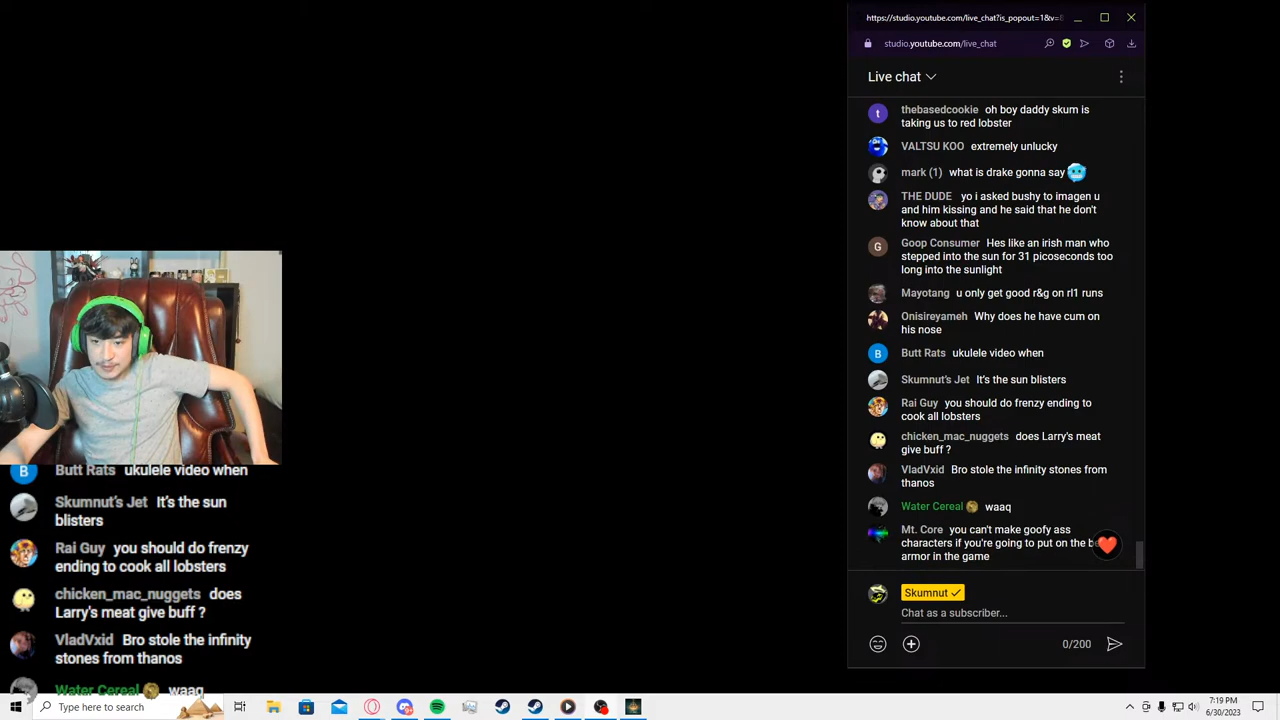 https://studio.youtube.com/live_chat?is_popout=1&v=
studio.youtube.com/live_chat
Live chat
t
thebasedcookie oh boy daddy skum is
taking us to red lobster
VALTSU KOO extremely unlucky
mark (1) what is drake gonna say 🥶
THE DUDE yo i asked bushy to imagen u
and him kissing and he said that he don't
know about that
G
Goop Consumer Hes like an irish man who
stepped into the sun for 31 picoseconds too
long into the sunlight
Mayotang u only get good r&g on rl1 runs
Onisireyameh Why does he have cum on
his nose
B
Butt Rats ukulele video when
Skumnut's Jet It's the sun blisters
Rai Guy you should do frenzy ending to
cook all lobsters
chicken_mac_nuggets does Larry's meat
give buff ?
VladVxid Bro stole the infinity stones from
thanos
Water Cereal waaq
Mt. Core you can't make goofy ass
characters if you're going to put on the be
armor in the game
Skumnut ✓
Chat as a subscriber...
0/200
B
Butt Rats ukulele video when
Skumnut's Jet It's the sun
blisters
Rai Guy you should do frenzy
ending to cook all lobsters
chicken_mac_nuggets does
Larry's meat give buff ?
VladVxid Bro stole the infinity
stones from thanos
Water Cereal waaq
Type here to search
7:19 PM
6/30/2023